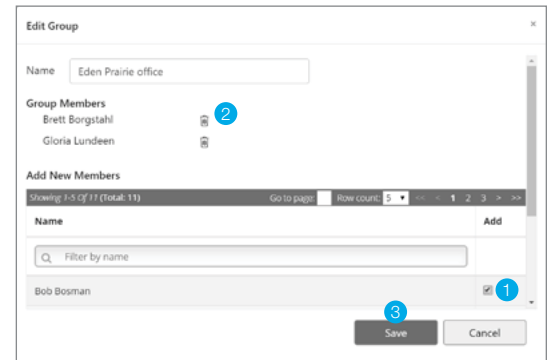 Edit Group ×
Name Eden Prairie office
Group Members
Brett Borgstahl 2
Gloria Lundeen
Add New Members
Showing 1-5 Of 11 (Total: 11) Go to page: Row count: 5 ▼ << < 1 2 3 > >>
Name Add
Filter by name
Bob Bosman 1
3
Save Cancel